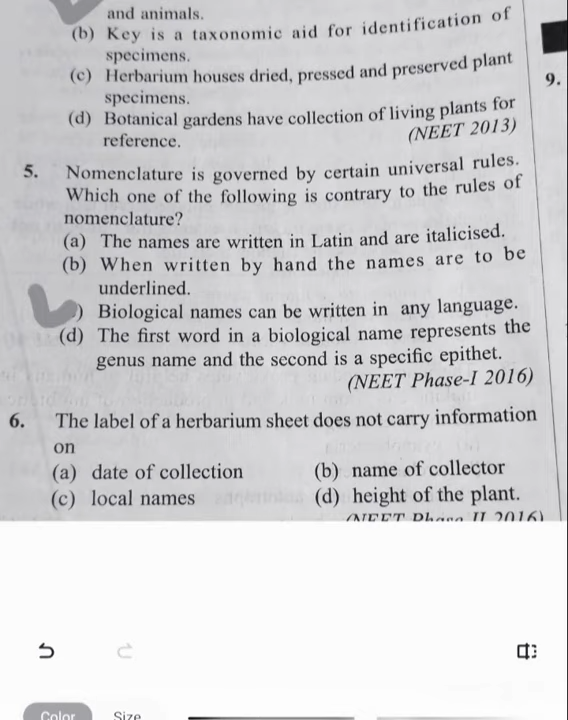 and animals.
(b) Key is a taxonomic aid for identification of
specimens.
(c) Herbarium houses dried, pressed and preserved plant
specimens.
(d) Botanical gardens have collection of living plants for
reference. (NEET 2013)
9.
5. Nomenclature is governed by certain universal rules.
Which one of the following is contrary to the rules of
nomenclature?
(a) The names are written in Latin and are italicised.
(b) When written by hand the names are to be
underlined.
) Biological names can be written in any language.
(d) The first word in a biological name represents the
genus name and the second is a specific epithet.
(NEET Phase-I 2016)
6. The label of a herbarium sheet does not carry information
on
(a) date of collection (b) name of collector
(c) local names (d) height of the plant.
(NEET Phase II 2016)
Color Size